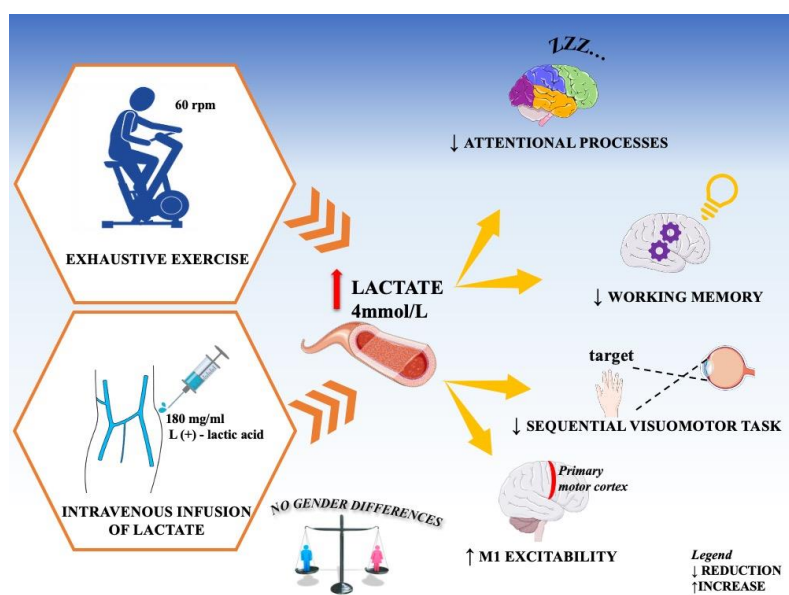 ZZZ...
60 rpm
↓ ATTENTIONAL PROCESSES
EXHAUSTIVE EXERCISE
↑ LACTATE
4mmol/L
↓ WORKING MEMORY
180 mg/ml
L (+) - lactic acid
INTRAVENOUS INFUSION
OF LACTATE
target
↓ SEQUENTIAL VISUOMOTOR TASK
Primary
motor cortex
↑ M1 EXCITABILITY
NO GENDER DIFFERENCES
Legend
↓ REDUCTION
↑INCREASE